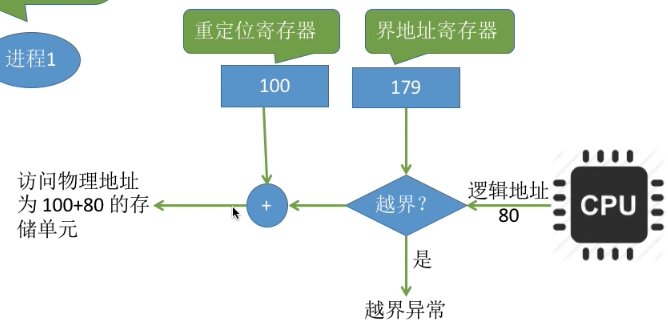 重定位寄存器
界地址寄存器
进程1
100
179
访问物理地址
为 100+80 的存
储单元
+
越界？
逻辑地址
80
CPU
是
越界异常